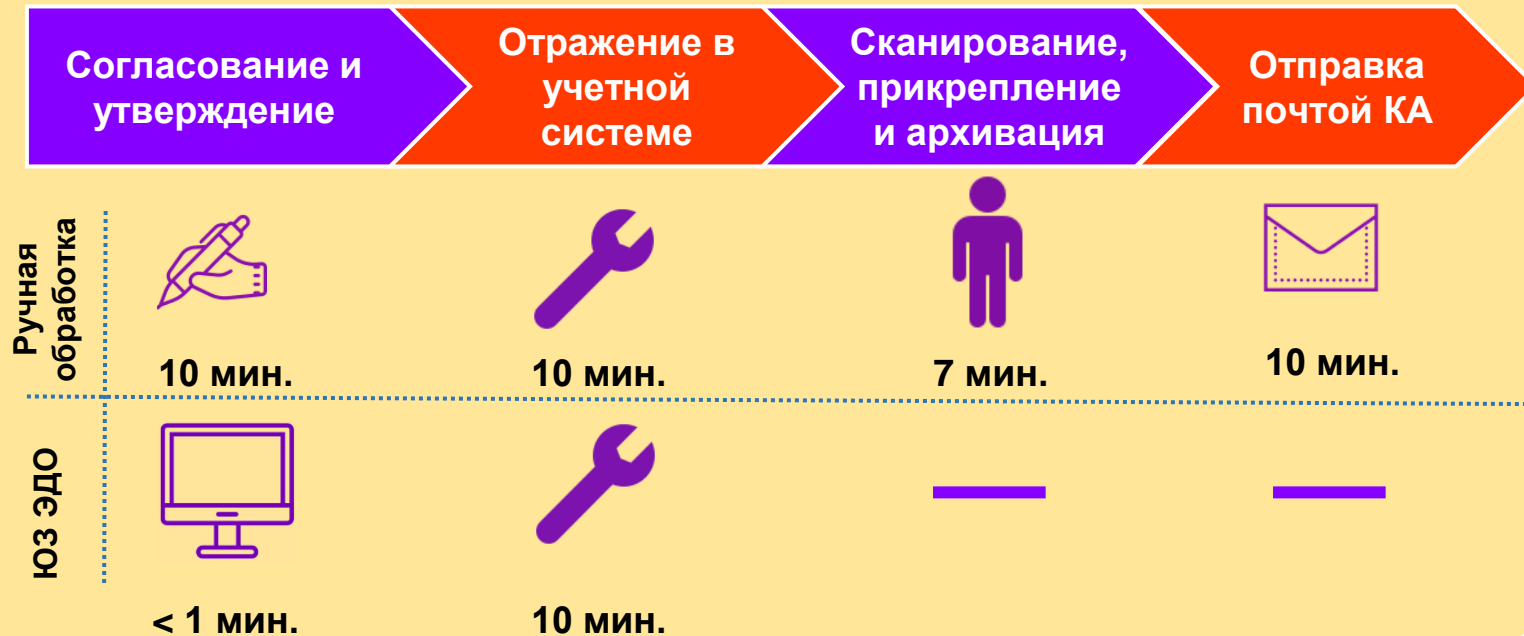 Согласование и
утверждение
Отражение в
учетной
системе
Сканирование,
прикрепление
и архивация
Отправка
почтой КА
Ручная
обработка
10 мин.
10 мин.
7 мин.
10 мин.
ЮЗ ЭДО
< 1 мин.
10 мин.